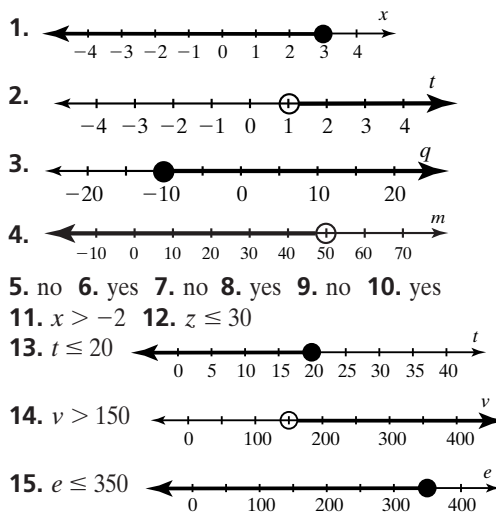 1. x
−4 −3 −2 −1 0 1 2 3 4
2. t
−4 −3 −2 −1 0 1 2 3 4
3. q
−20 −10 0 10 20
4. m
−10 0 10 20 30 40 50 60 70
5. no 6. yes 7. no 8. yes 9. no 10. yes
11. x > −2 12. z ≤ 30
13. t ≤ 20 t
0 5 10 15 20 25 30 35 40
14. v > 150 v
0 100 200 300 400
15. e ≤ 350 e
0 100 200 300 400